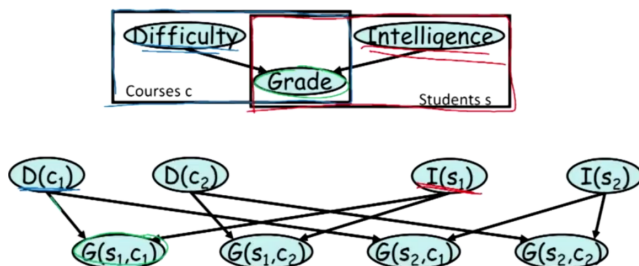 Difficulty Intelligence
Grade
Courses c Students s
D(c₁) D(c₂) I(s₁) I(s₂)
G(s₁,c₁) G(s₁,c₂) G(s₂,c₁) G(s₂,c₂)